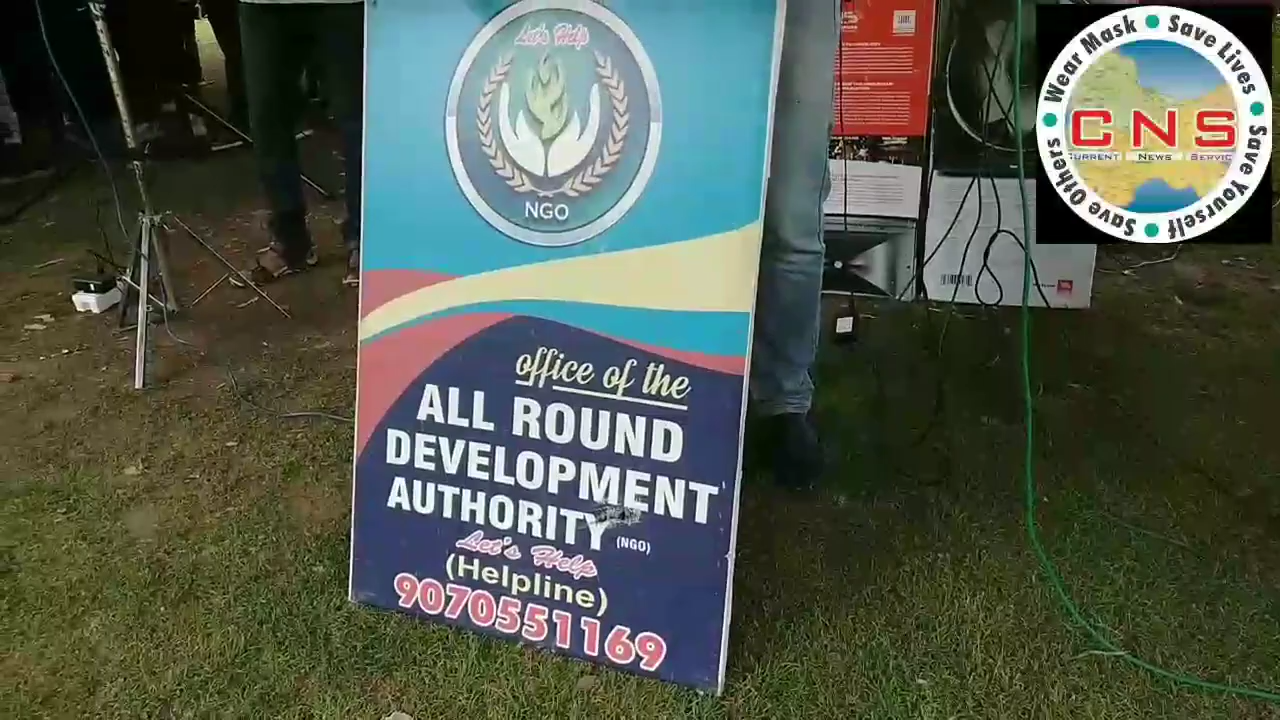 Let's Help
NGO
office of the
ALL ROUND
DEVELOPMENT
AUTHORITY (NGO)
Let's Help
(Helpline)
9070551169
Wear Mask • Save Lives • Save Yourself • Save Others •
CNS
CURRENT NEWS SERVIC
JBL